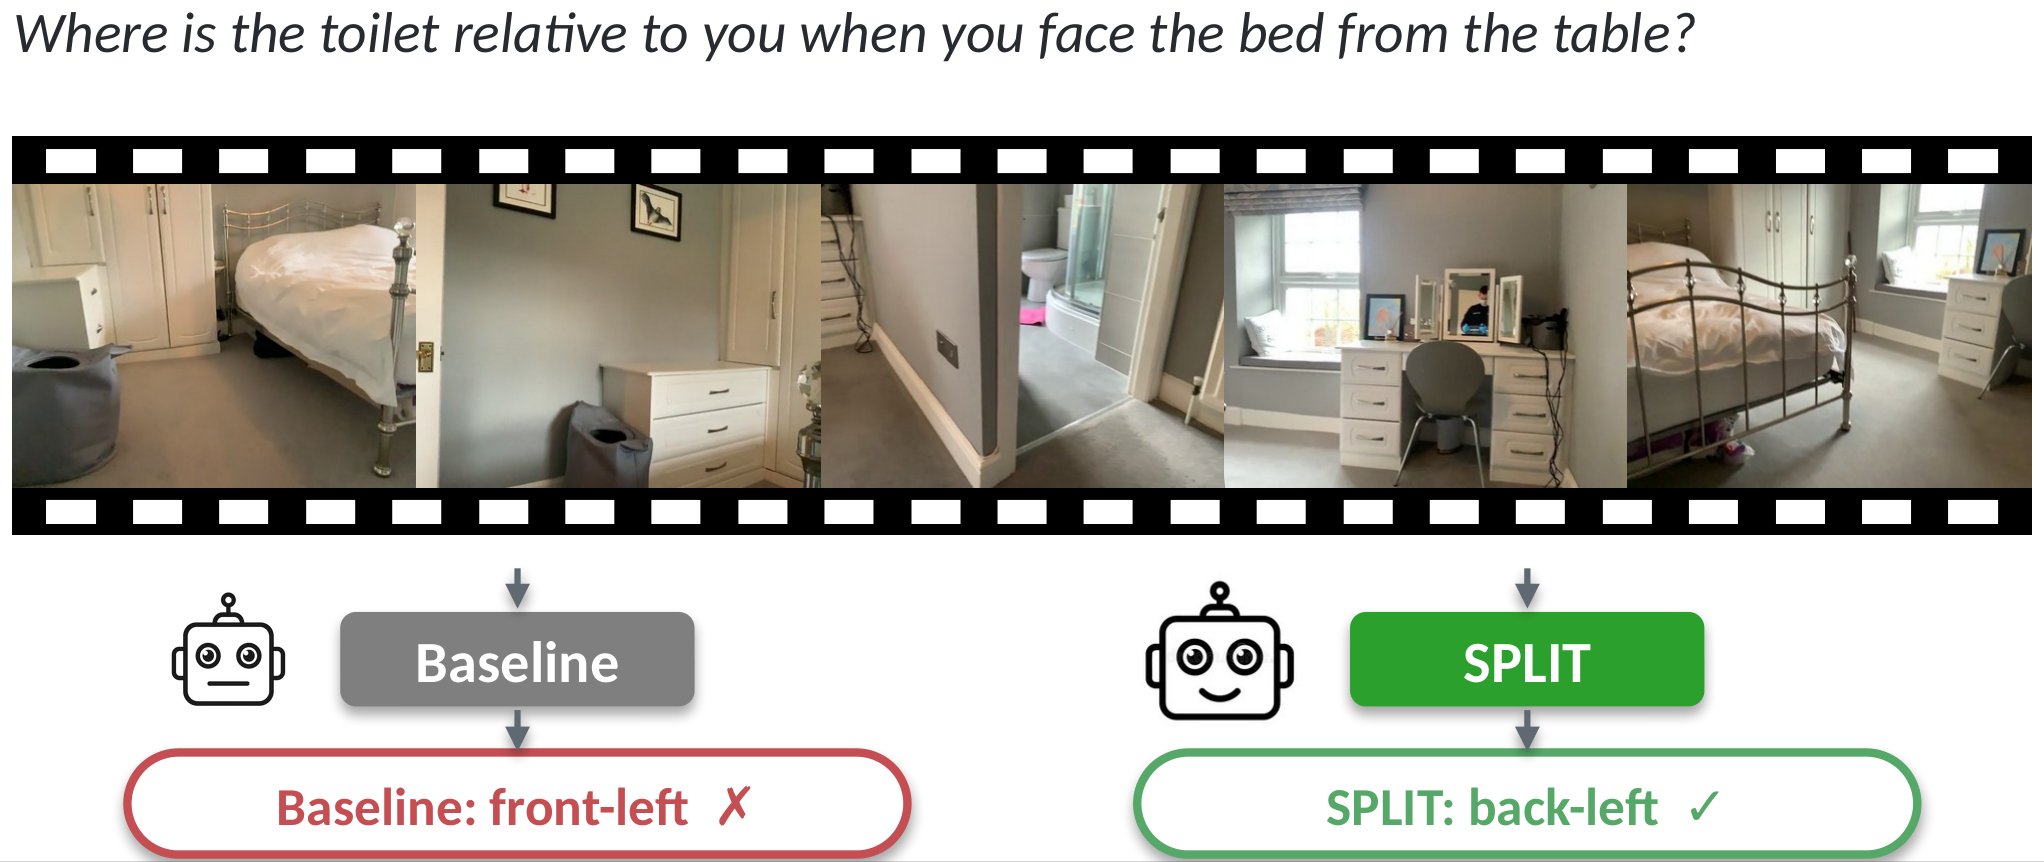 Where is the toilet relative to you when you face the bed from the table?
Baseline
SPLIT
Baseline: front-left ✗
SPLIT: back-left ✓